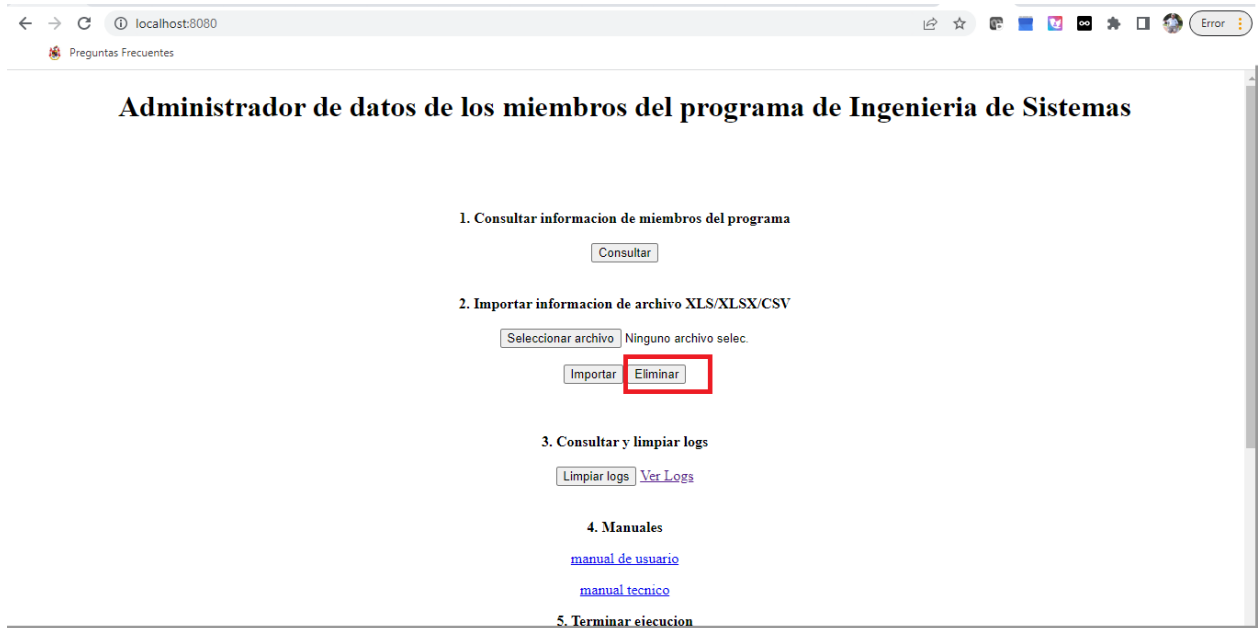 localhost:8080
Error
Preguntas Frecuentes
Administrador de datos de los miembros del programa de Ingenieria de Sistemas
1. Consultar informacion de miembros del programa
Consultar
2. Importar informacion de archivo XLS/XLSX/CSV
Seleccionar archivo Ninguno archivo selec.
Importar Eliminar
3. Consultar y limpiar logs
Limpiar logs Ver Logs
4. Manuales
manual de usuario
manual tecnico
5. Terminar ejecucion